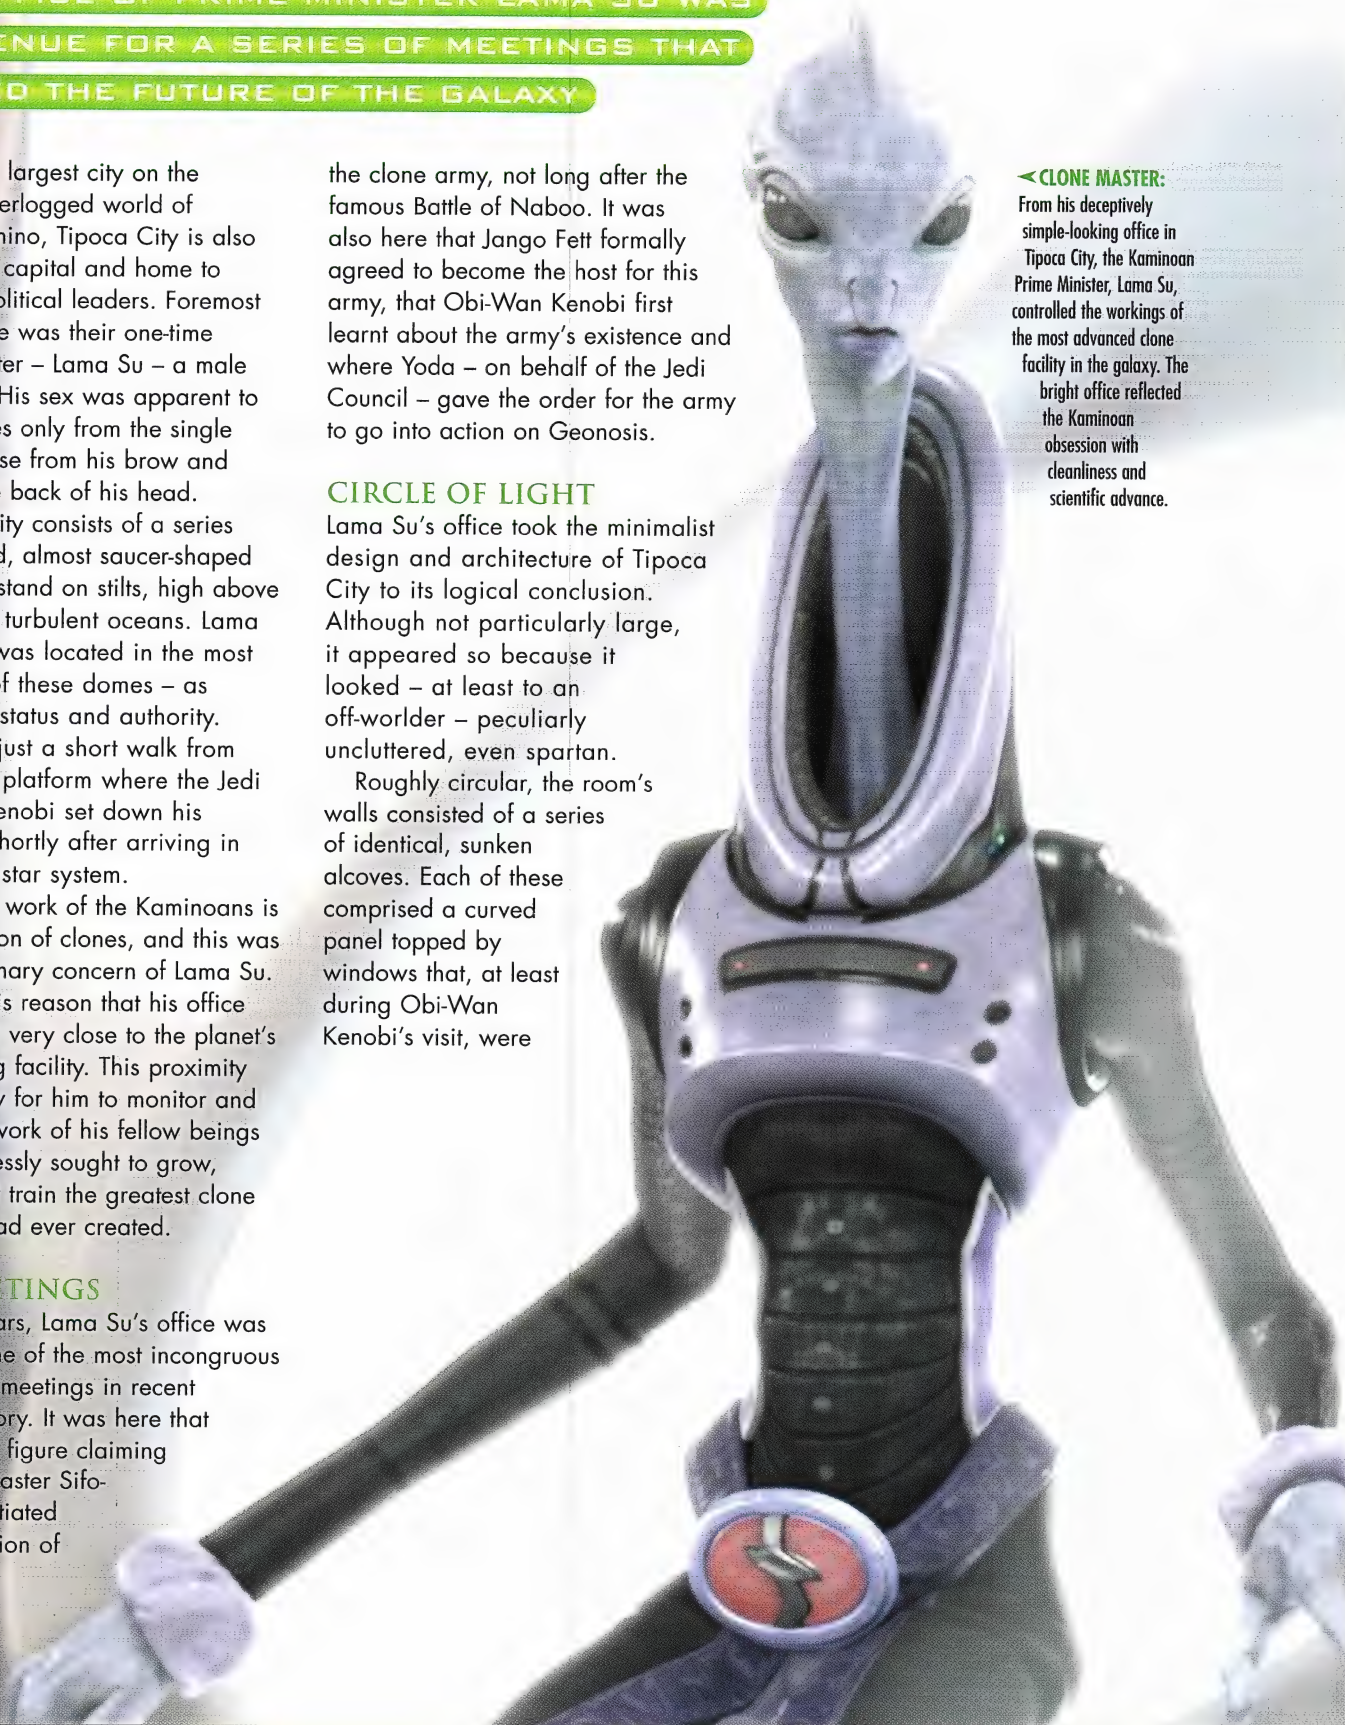 PRIME MINISTER LAMA SU WAS
FOR A SERIES OF MEETINGS THAT
THE FUTURE OF THE GALAXY
largest city on the
erlogged world of
ino, Tipoca City is also
capital and home to
olitical leaders. Foremost
e was their one-time
er – Lama Su – a male
His sex was apparent to
s only from the single
se from his brow and
back of his head.
ity consists of a series
d, almost saucer-shaped
stand on stilts, high above
turbulent oceans. Lama
was located in the most
of these domes – as
status and authority.
just a short walk from
platform where the Jedi
enobi set down his
hortly after arriving in
star system.
work of the Kaminoans is
on of clones, and this was
mary concern of Lama Su.
s reason that his office
very close to the planet's
g facility. This proximity
y for him to monitor and
work of his fellow beings
essly sought to grow,
train the greatest clone
ad ever created.
TINGS
ars, Lama Su's office was
e of the most incongruous
meetings in recent
ory. It was here that
figure claiming
aster Sifo-
tiated
ion of
the clone army, not long after the
famous Battle of Naboo. It was
also here that Jango Fett formally
agreed to become the host for this
army, that Obi-Wan Kenobi first
learnt about the army's existence and
where Yoda – on behalf of the Jedi
Council – gave the order for the army
to go into action on Geonosis.
CIRCLE OF LIGHT
Lama Su's office took the minimalist
design and architecture of Tipoca
City to its logical conclusion.
Although not particularly large,
it appeared so because it
looked – at least to an
off-worlder – peculiarly
uncluttered, even spartan.
Roughly circular, the room's
walls consisted of a series
of identical, sunken
alcoves. Each of these
comprised a curved
panel topped by
windows that, at least
during Obi-Wan
Kenobi's visit, were
CLONE MASTER:
From his deceptively
simple-looking office in
Tipoca City, the Kaminoan
Prime Minister, Lama Su,
controlled the workings of
the most advanced clone
facility in the galaxy. The
bright office reflected
the Kaminoan
obsession with
cleanliness and
scientific advance.